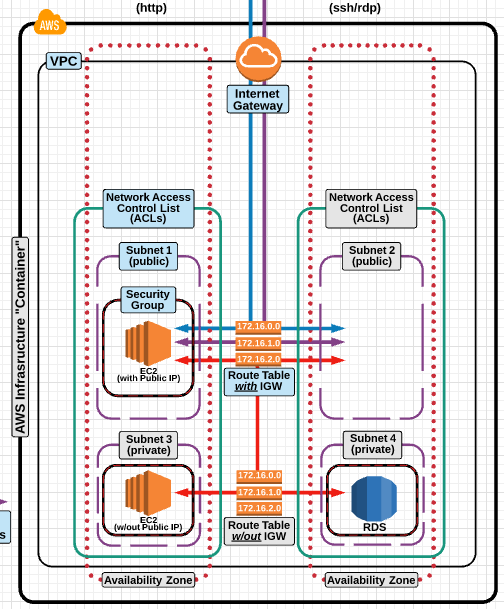 (http)
(ssh/rdp)
AWS
VPC
Internet
Gateway
Network Access
Control List
(ACLs)
Network Access
Control List
(ACLs)
Subnet 1
(public)
Subnet 2
(public)
Security
Group
172.16.0.0
172.16.1.0
172.16.2.0
EC2
(with Public IP)
Route Table
with IGW
AWS Infrasructure "Container"
Subnet 3
(private)
Subnet 4
(private)
172.16.0.0
172.16.1.0
172.16.2.0
EC2
(w/out Public IP)
RDS
Route Table
w/out IGW
s
Availability Zone
Availability Zone